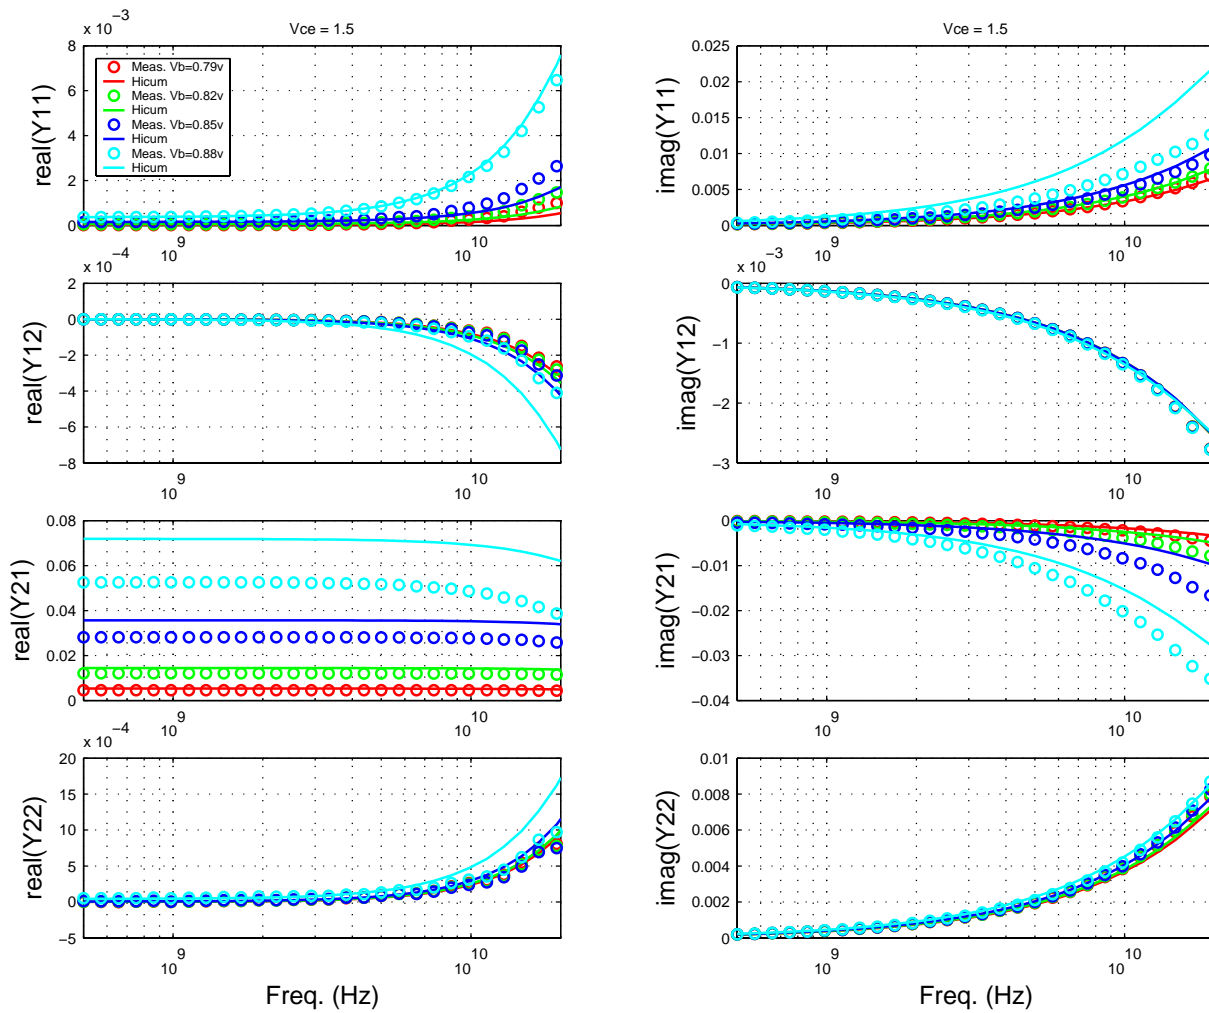 x 10^−3
Vce = 1.5
8
6
4
2
0
real(Y11)
Meas. Vb=0.79v
Hicum
Meas. Vb=0.82v
Hicum
Meas. Vb=0.85v
Hicum
Meas. Vb=0.88v
Hicum
10^9
10^10
Vce = 1.5
0.025
0.02
0.015
0.01
0.005
0
imag(Y11)
10^9
10^10
x 10^−4
2
0
−2
−4
−6
−8
real(Y12)
10^9
10^10
x 10^−3
0
−1
−2
−3
imag(Y12)
10^9
10^10
0.08
0.06
0.04
0.02
0
real(Y21)
10^9
10^10
0
−0.01
−0.02
−0.03
−0.04
imag(Y21)
10^9
10^10
x 10^−4
20
15
10
5
0
−5
real(Y22)
10^9
10^10
Freq. (Hz)
0.01
0.008
0.006
0.004
0.002
0
imag(Y22)
10^9
10^10
Freq. (Hz)